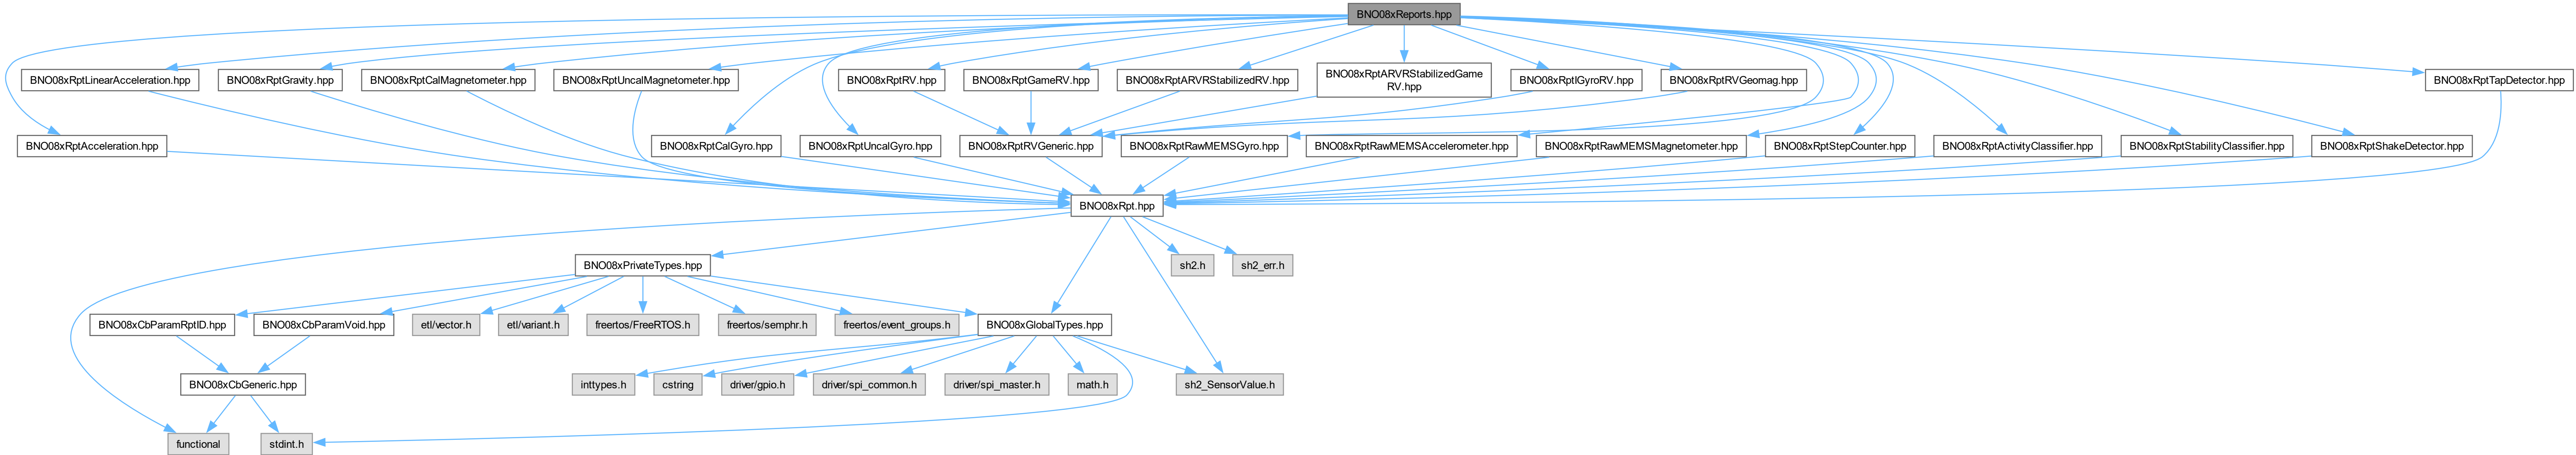 BNO08xReports.hpp
BNO08xRptLinearAcceleration.hpp
BNO08xRptGravity.hpp
BNO08xRptCalMagnetometer.hpp
BNO08xRptUncalMagnetometer.hpp
BNO08xRptRV.hpp
BNO08xRptGameRV.hpp
BNO08xRptARVRStabilizedRV.hpp
BNO08xRptARVRStabilizedGame
RV.hpp
BNO08xRptIGyroRV.hpp
BNO08xRptRVGeomag.hpp
BNO08xRptTapDetector.hpp
BNO08xRptAcceleration.hpp
BNO08xRptCalGyro.hpp
BNO08xRptUncalGyro.hpp
BNO08xRptRVGeneric.hpp
BNO08xRptRawMEMSGyro.hpp
BNO08xRptRawMEMSAccelerometer.hpp
BNO08xRptRawMEMSMagnetometer.hpp
BNO08xRptStepCounter.hpp
BNO08xRptActivityClassifier.hpp
BNO08xRptStabilityClassifier.hpp
BNO08xRptShakeDetector.hpp
BNO08xRpt.hpp
BNO08xPrivateTypes.hpp
sh2.h
sh2_err.h
BNO08xCbParamRptID.hpp
BNO08xCbParamVoid.hpp
etl/vector.h
etl/variant.h
freertos/FreeRTOS.h
freertos/semphr.h
freertos/event_groups.h
BNO08xGlobalTypes.hpp
BNO08xCbGeneric.hpp
inttypes.h
cstring
driver/gpio.h
driver/spi_common.h
driver/spi_master.h
math.h
sh2_SensorValue.h
functional
stdint.h